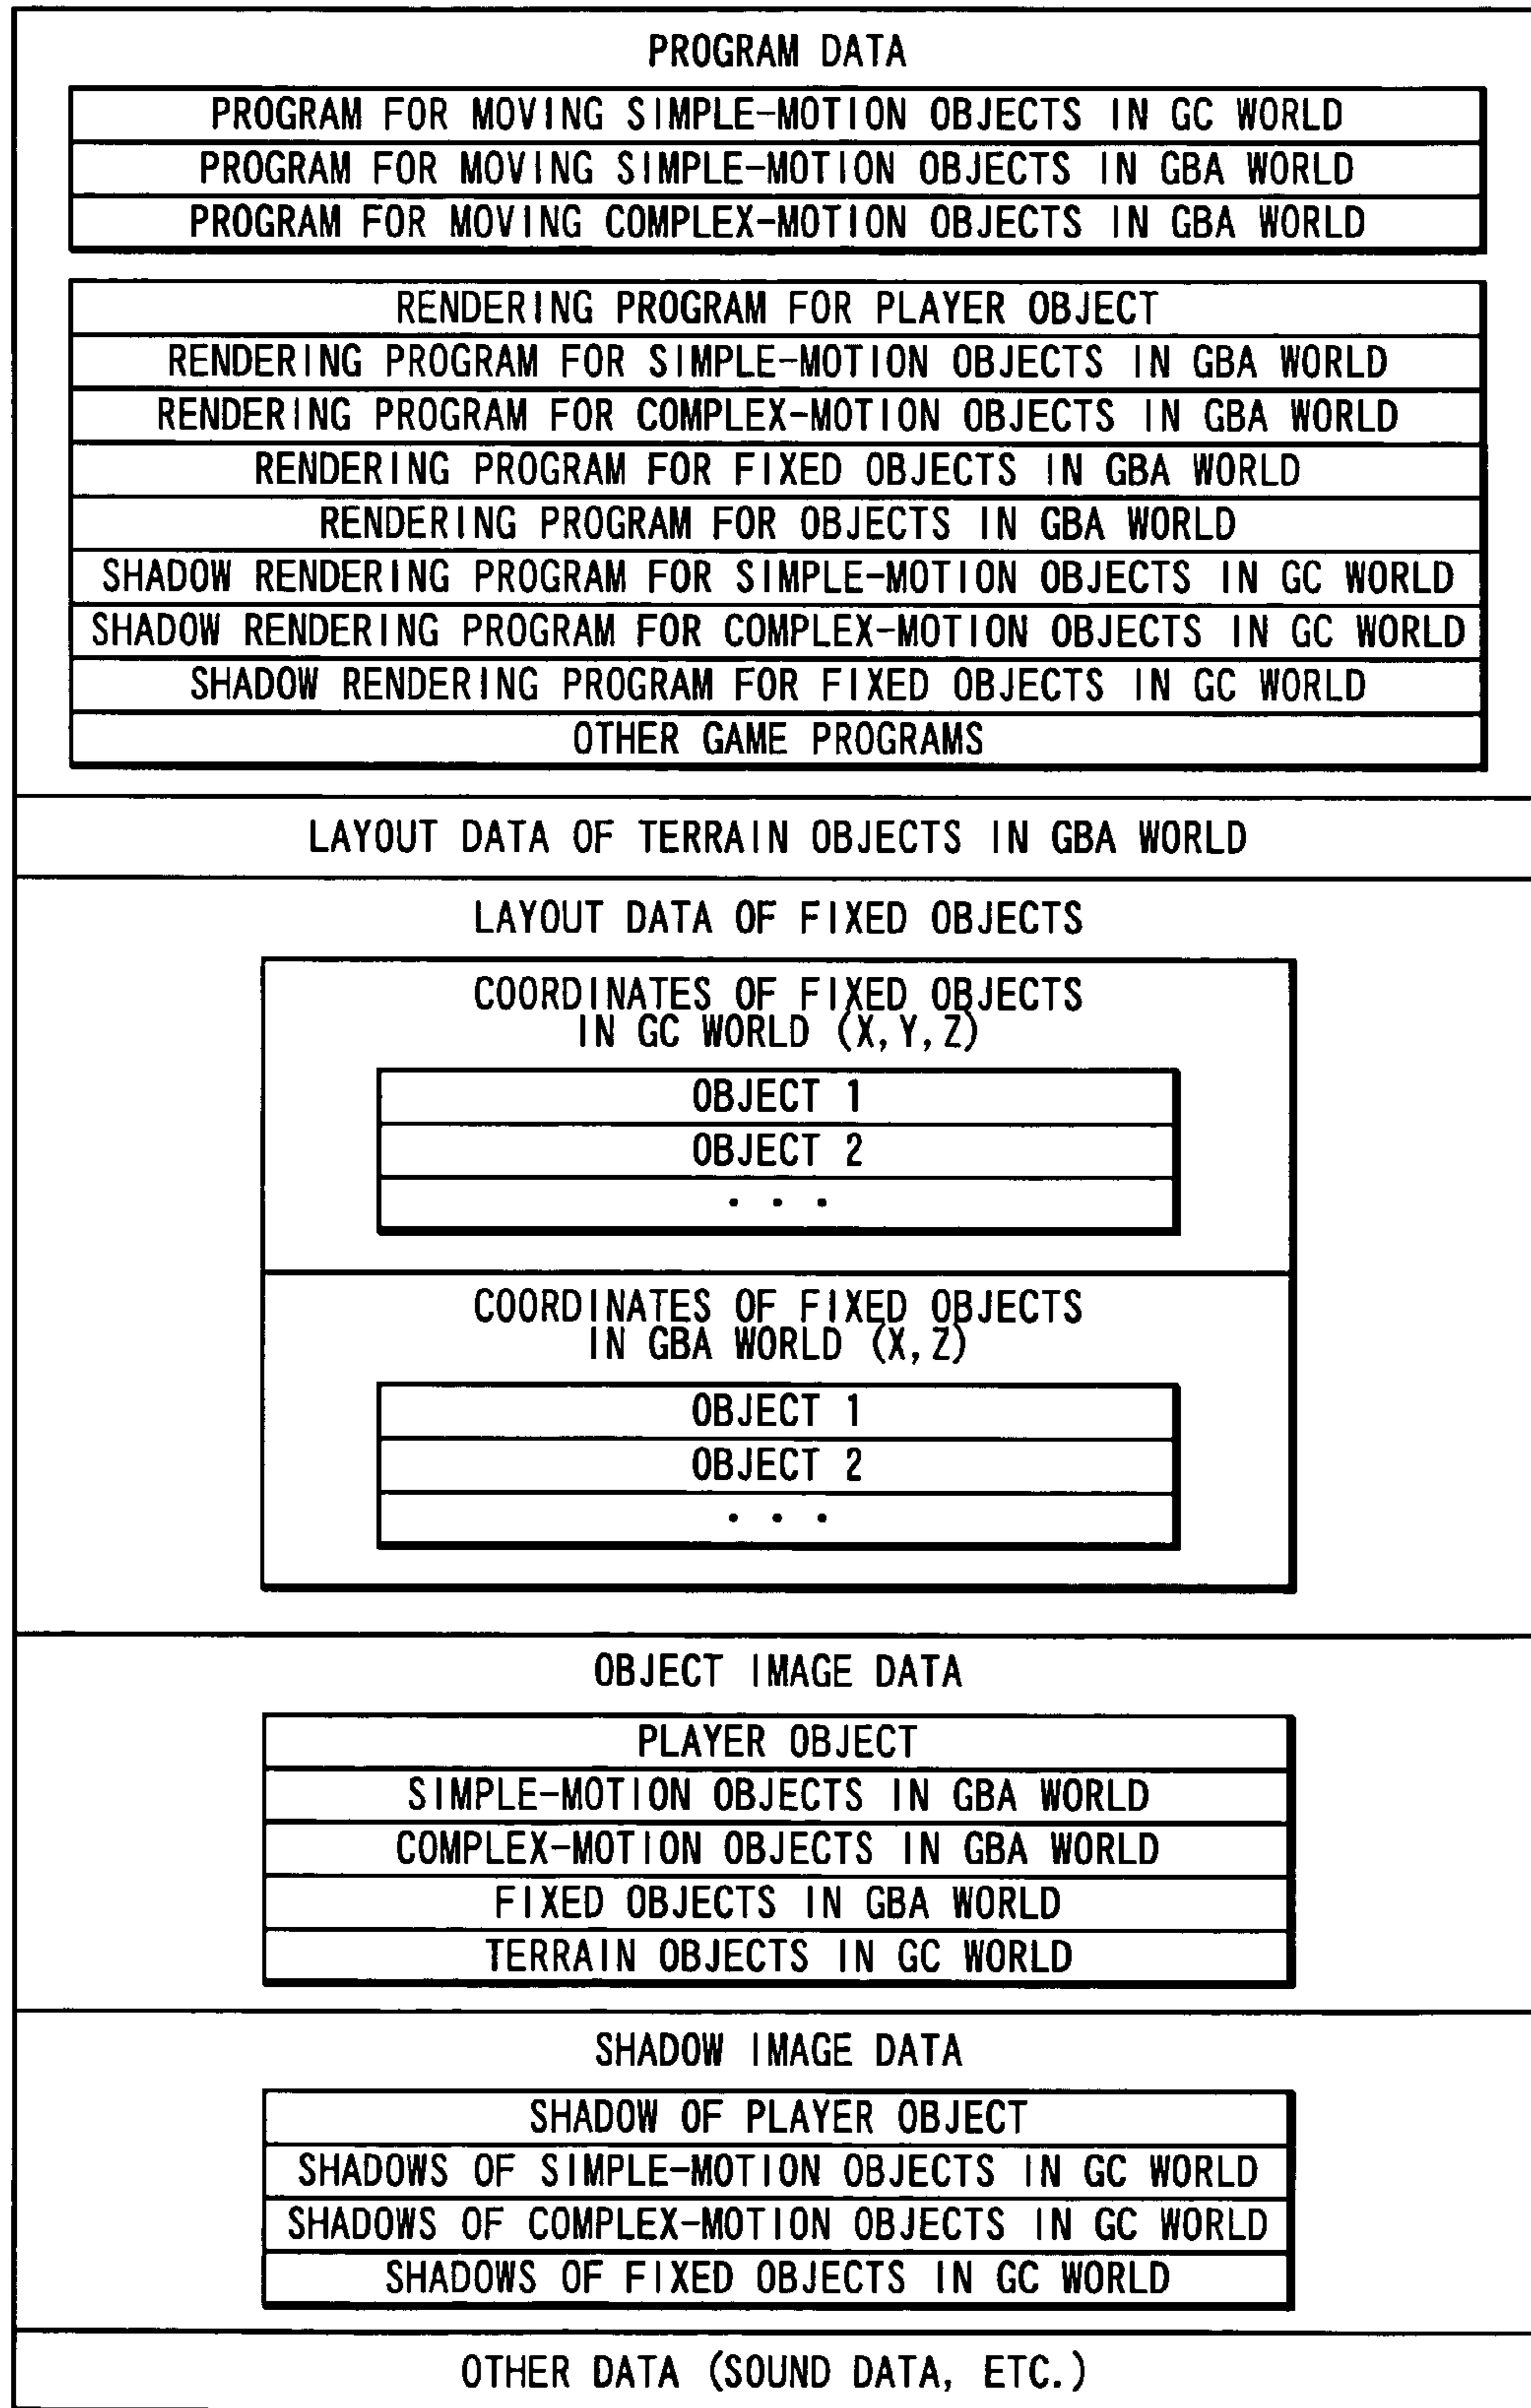 PROGRAM DATA
PROGRAM FOR MOVING SIMPLE-MOTION OBJECTS IN GC WORLD
PROGRAM FOR MOVING SIMPLE-MOTION OBJECTS IN GBA WORLD
PROGRAM FOR MOVING COMPLEX-MOTION OBJECTS IN GBA WORLD
RENDERING PROGRAM FOR PLAYER OBJECT
RENDERING PROGRAM FOR SIMPLE-MOTION OBJECTS IN GBA WORLD
RENDERING PROGRAM FOR COMPLEX-MOTION OBJECTS IN GBA WORLD
RENDERING PROGRAM FOR FIXED OBJECTS IN GBA WORLD
RENDERING PROGRAM FOR OBJECTS IN GBA WORLD
SHADOW RENDERING PROGRAM FOR SIMPLE-MOTION OBJECTS IN GC WORLD
SHADOW RENDERING PROGRAM FOR COMPLEX-MOTION OBJECTS IN GC WORLD
SHADOW RENDERING PROGRAM FOR FIXED OBJECTS IN GC WORLD
OTHER GAME PROGRAMS
LAYOUT DATA OF TERRAIN OBJECTS IN GBA WORLD
LAYOUT DATA OF FIXED OBJECTS
COORDINATES OF FIXED OBJECTS
IN GC WORLD (X,Y,Z)
OBJECT 1
OBJECT 2
. . .
COORDINATES OF FIXED OBJECTS
IN GBA WORLD (X,Z)
OBJECT 1
OBJECT 2
. . .
OBJECT IMAGE DATA
PLAYER OBJECT
SIMPLE-MOTION OBJECTS IN GBA WORLD
COMPLEX-MOTION OBJECTS IN GBA WORLD
FIXED OBJECTS IN GBA WORLD
TERRAIN OBJECTS IN GC WORLD
SHADOW IMAGE DATA
SHADOW OF PLAYER OBJECT
SHADOWS OF SIMPLE-MOTION OBJECTS IN GC WORLD
SHADOWS OF COMPLEX-MOTION OBJECTS IN GC WORLD
SHADOWS OF FIXED OBJECTS IN GC WORLD
OTHER DATA (SOUND DATA, ETC.)